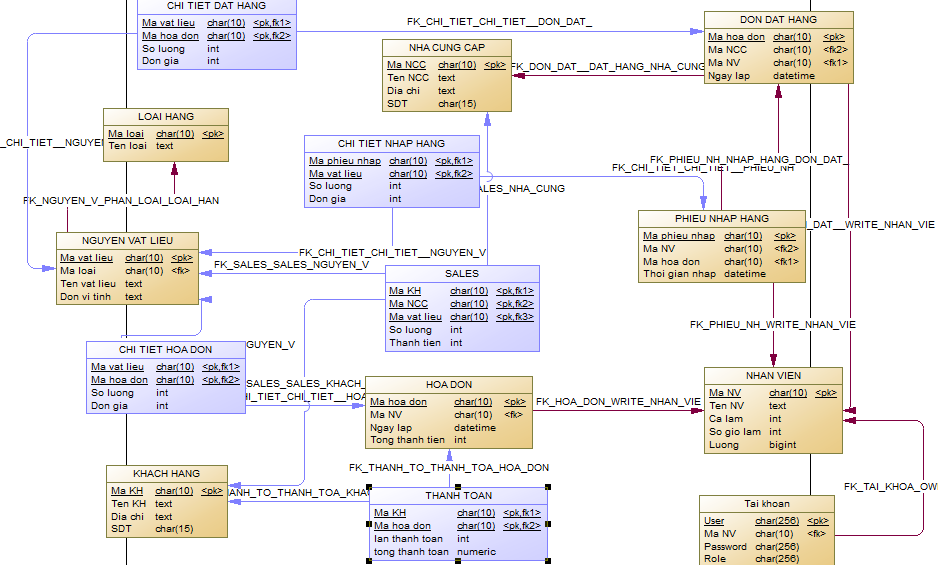 CHI TIET DAT HANG
Ma vat lieu char(10) <pk,fk1>
Ma hoa don char(10) <pk,fk2>
So luong int
Don gia int
FK_CHI_TIET_CHI_TIET__DON_DAT_
DON DAT HANG
Ma hoa don char(10) <pk>
Ma NCC char(10) <fk2>
Ma NV char(10) <fk1>
Ngay lap datetime
NHA CUNG CAP
Ma NCC char(10) <pk>
Ten NCC text
Dia chi text
SDT char(15)
FK_DON_DAT__DAT_HANG_NHA_CUNG
LOAI HANG
Ma loai char(10) <pk>
Ten loai text
_CHI_TIET__NGUYEN
CHI TIET NHAP HANG
Ma phieu nhap char(10) <pk,fk1>
Ma vat lieu char(10) <pk,fk2>
So luong int
Don gia int
FK_PHIEU_NH_NHAP_HANG_DON_DAT_
FK_CHI_TIET_CHI_TIET__PHIEU_NH
ALES_NHA_CUNG
FK_NGUYEN_V_PHAN_LOAI_LOAI_HAN
PHIEU NHAP HANG
Ma phieu nhap char(10) <pk>
Ma NV char(10) <fk2>
Ma hoa don char(10) <fk1>
Thoi gian nhap datetime
_DAT__WRITE_NHAN_VIE
NGUYEN VAT LIEU
Ma vat lieu char(10) <pk>
Ma loai char(10) <fk>
Ten vat lieu text
Don vi tinh text
FK_CHI_TIET_CHI_TIET__NGUYEN_V
FK_SALES_SALES_NGUYEN_V
SALES
Ma KH char(10) <pk,fk1>
Ma NCC char(10) <pk,fk2>
Ma vat lieu char(10) <pk,fk3>
So luong int
Thanh tien int
FK_PHIEU_NH_WRITE_NHAN_VIE
CHI TIET HOA DON
Ma vat lieu char(10) <pk,fk1>
Ma hoa don char(10) <pk,fk2>
So luong int
Don gia int
GUYEN_V
SALES_SALES_KHACH_
HI_TIET_CHI_TIET__HOA
HOA DON
Ma hoa don char(10) <pk>
Ma NV char(10) <fk>
Ngay lap datetime
Tong thanh tien int
FK_HOA_DON_WRITE_NHAN_VIE
NHAN VIEN
Ma NV char(10) <pk>
Ten NV text
Ca lam int
So gio lam int
Luong bigint
FK_THANH_TO_THANH_TOA_HOA_DON
KHACH HANG
Ma KH char(10) <pk>
Ten KH text
Dia chi text
SDT char(15)
HANH_TO_THANH_TOA_KHA
THANH TOAN
Ma KH char(10) <pk,fk1>
Ma hoa don char(10) <pk,fk2>
lan thanh toan int
tong thanh toan numeric
FK_TAI_KHOA_OW
Tai khoan
User char(256) <pk>
Ma NV char(10) <fk>
Password char(256)
Role char(256)